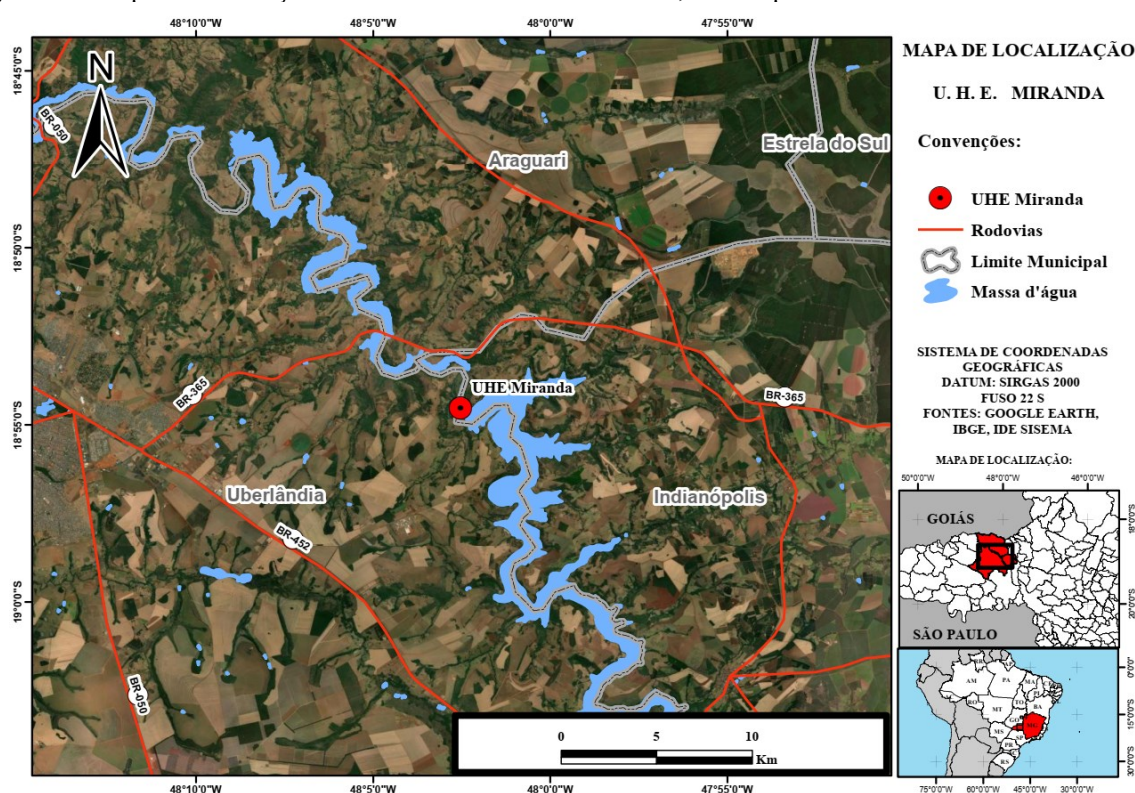 48°10'0"W 48°5'0"W 48°0'0"W 47°55'0"W
18°45'0"S
18°50'0"S
18°55'0"S
19°0'0"S
N
BR-050
Araguari
Estrela do Sul
UHE Miranda
BR-365
BR-365
Uberlândia
Indianópolis
BR-452
BR-050
0 5 10
Km
48°10'0"W 48°5'0"W 48°0'0"W 47°55'0"W
MAPA DE LOCALIZAÇÃO
U. H. E. MIRANDA
Convenções:
UHE Miranda
Rodovias
Limite Municipal
Massa d'água
SISTEMA DE COORDENADAS
GEOGRÁFICAS
DATUM: SIRGAS 2000
FUSO 22 S
FONTES: GOOGLE EARTH,
IBGE, IDE SISEMA
MAPA DE LOCALIZAÇÃO:
50°0'0"W 48°0'0"W 46°0'0"W
18°0'0"S
20°0'0"S
GOIÁS
SÃO PAULO
AM
PA
MA
TO
BA
RO
MT
GO
MS
SP
PR
RS
0°0'0"
15°0'0"S
30°0'0"S
75°0'0"W 60°0'0"W 45°0'0"W 30°0'0"W